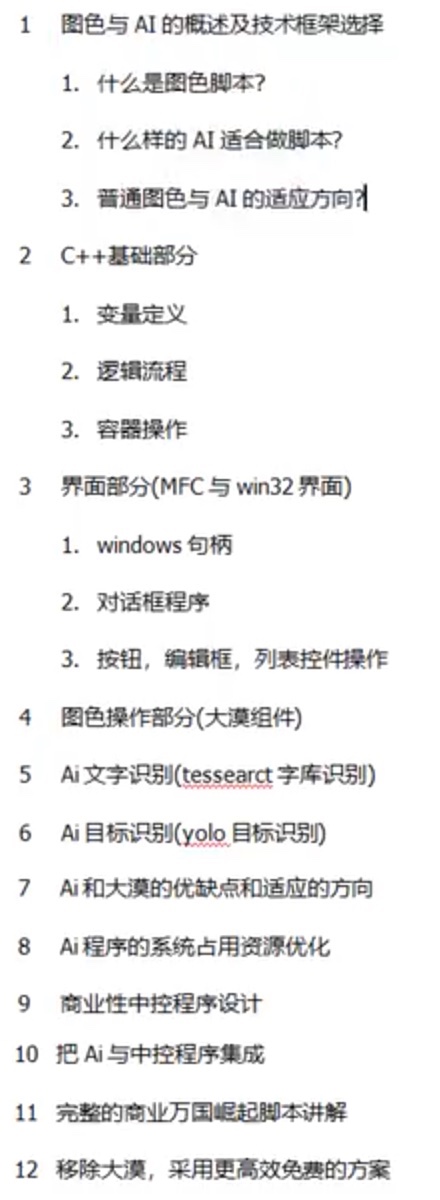 1 图色与 AI 的概述及技术框架选择
1. 什么是图色脚本?
2. 什么样的 AI 适合做脚本?
3. 普通图色与 AI 的适应方向?
2 C++基础部分
1. 变量定义
2. 逻辑流程
3. 容器操作
3 界面部分(MFC 与 win32 界面)
1. windows 句柄
2. 对话框程序
3. 按钮，编辑框，列表控件操作
4 图色操作部分(大漠组件)
5 Ai 文字识别(tessearct 字库识别)
6 Ai 目标识别(yolo 目标识别)
7 Ai 和大漠的优缺点和适应的方向
8 Ai 程序的系统占用资源优化
9 商业性中控程序设计
10 把 Ai 与中控程序集成
11 完整的商业万国崛起脚本讲解
12 移除大漠，采用更高效免费的方案